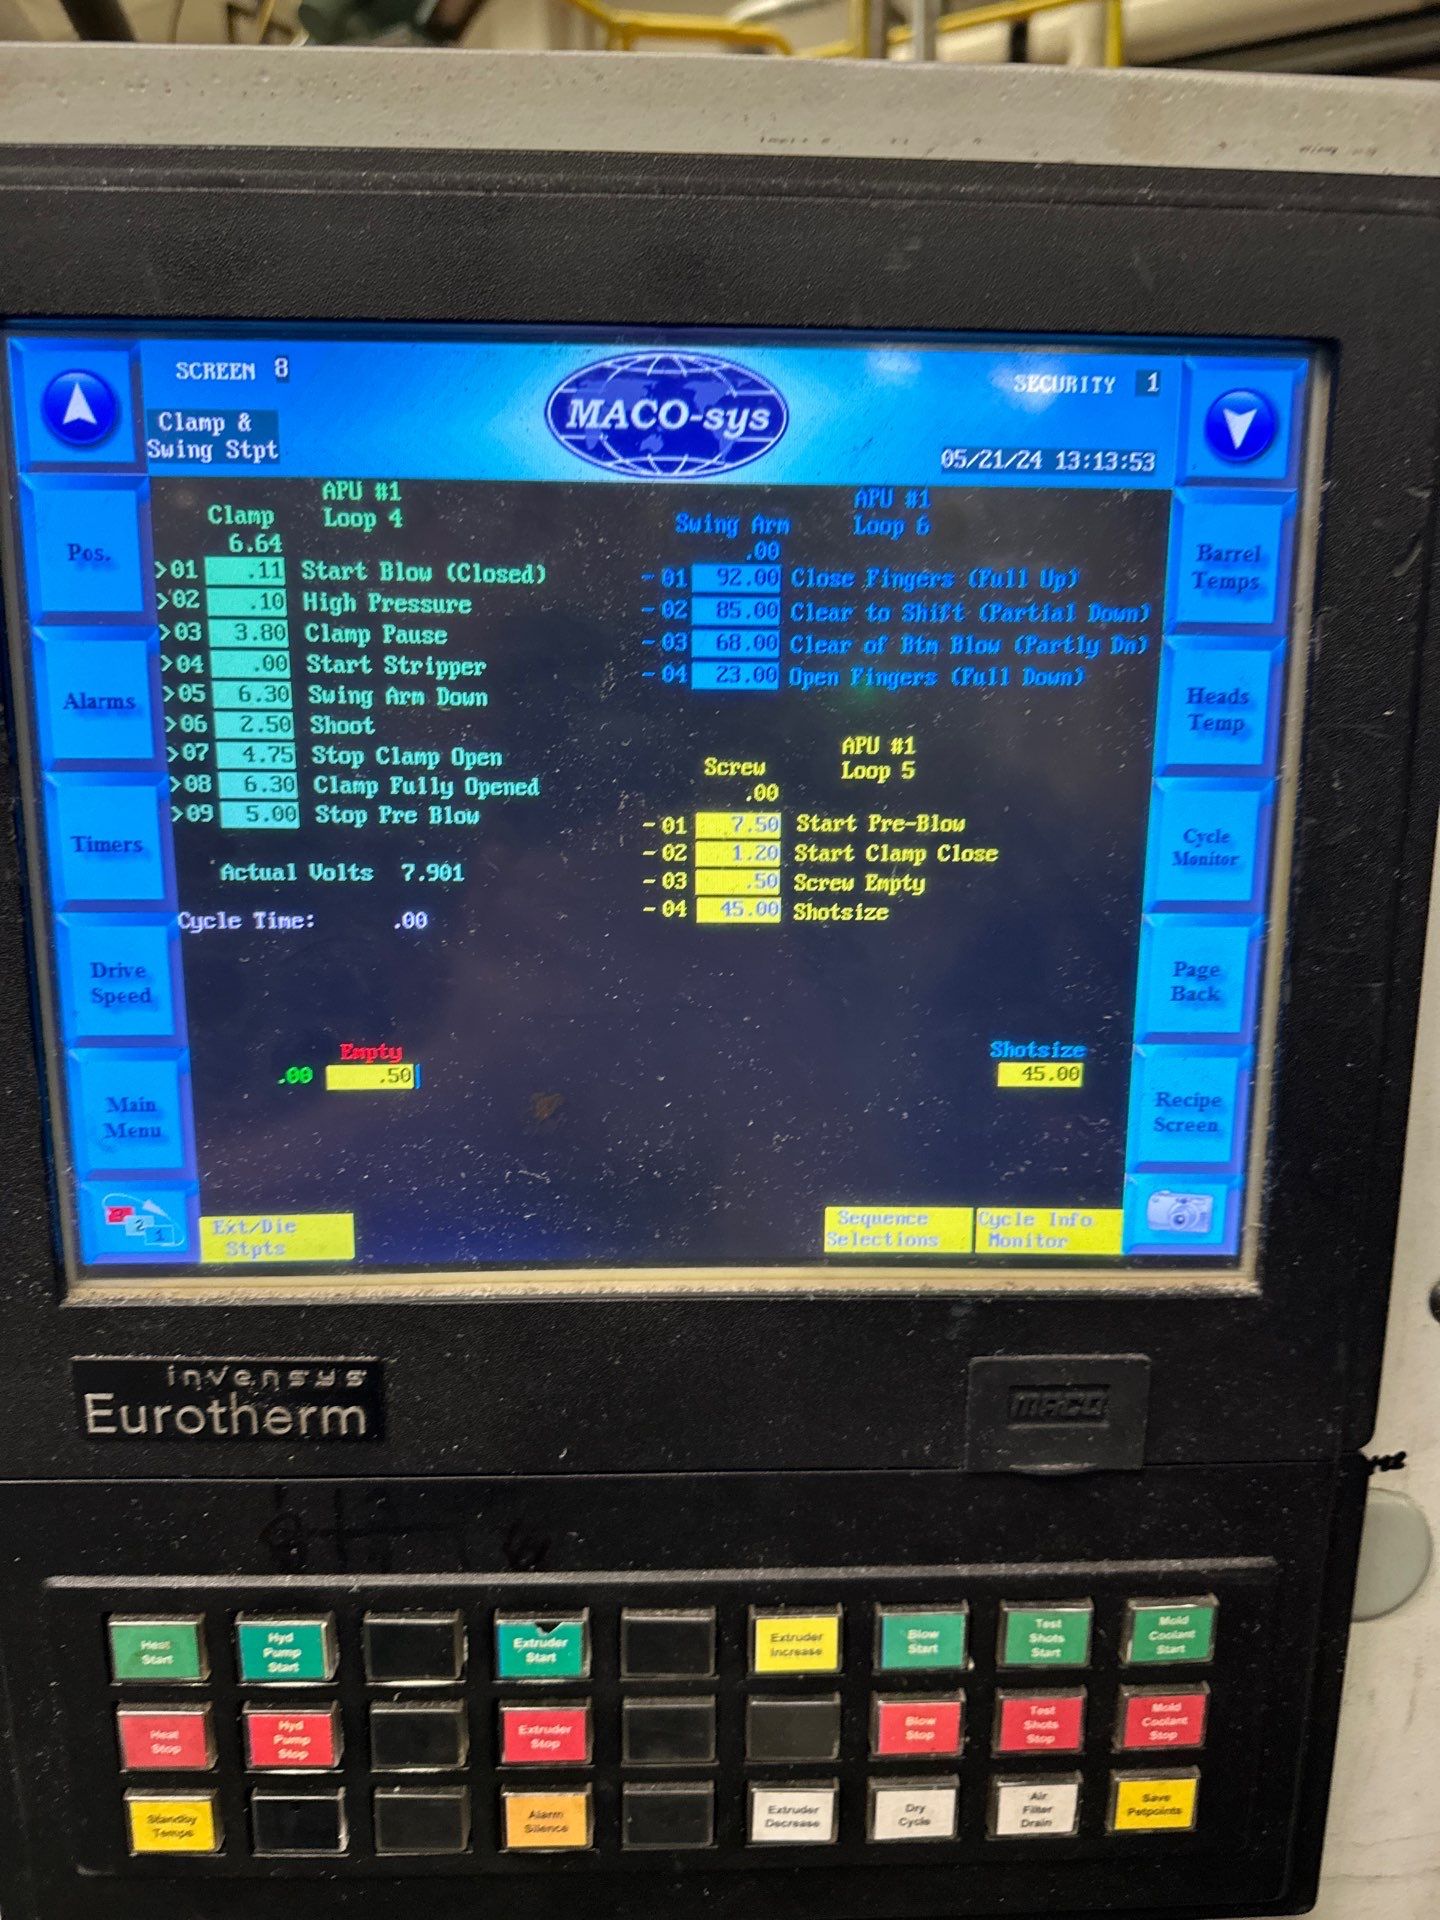 SCREEN 8
MACO-sys
SECURITY 1
Clamp &
Swing Stpt
05/21/24 13:13:53
Pos.
Alarms
Timers
Drive
Speed
Main
Menu
2
1
Clamp
6.64
APU #1
Loop 4
>01 .11 Start Blow (Closed)
>02 .10 High Pressure
>03 3.80 Clamp Pause
>04 .00 Start Stripper
>05 6.30 Swing Arm Down
>06 2.50 Shoot
>07 4.75 Stop Clamp Open
>08 6.30 Clamp Fully Opened
>09 5.00 Stop Pre Blow
Actual Volts 7.901
Cycle Time: .00
Swing Arm
.00
APU #1
Loop 6
-01 92.00 Close Fingers (Full Up)
-02 85.00 Clear to Shift (Partial Down)
-03 68.00 Clear of Btm Blow (Partly Dn)
-04 23.00 Open Fingers (Full Down)
Screw
.00
APU #1
Loop 5
-01 7.50 Start Pre-Blow
-02 1.20 Start Clamp Close
-03 .50 Screw Empty
-04 45.00 Shotsize
Empty
.00 .50
Shotsize
45.00
Ext/Die
Stpts
Sequence
Selections
Cycle Info
Monitor
Barrel
Temps
Heads
Temp
Cycle
Monitor
Page
Back
Recipe
Screen
invensys
Eurotherm
MACO
Heat
Start
Hyd
Pump
Start
Extruder
Start
Extruder
Increase
Blow
Start
Test
Shots
Start
Mold
Coolant
Start
Heat
Stop
Hyd
Pump
Stop
Extruder
Stop
Blow
Stop
Test
Shots
Stop
Mold
Coolant
Stop
Standby
Temps
Alarm
Silence
Extruder
Decrease
Dry
Cycle
Air
Filter
Drain
Save